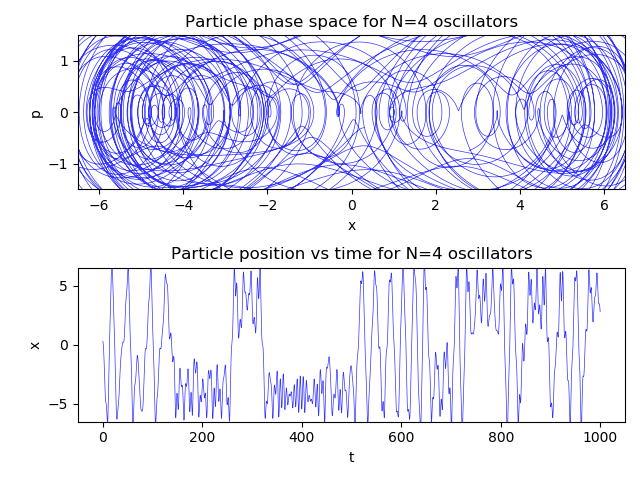 Particle phase space for N=4 oscillators
1
0
−1
p
−6 −4 −2 0 2 4 6
x
Particle position vs time for N=4 oscillators
5
0
−5
x
0 200 400 600 800 1000
t